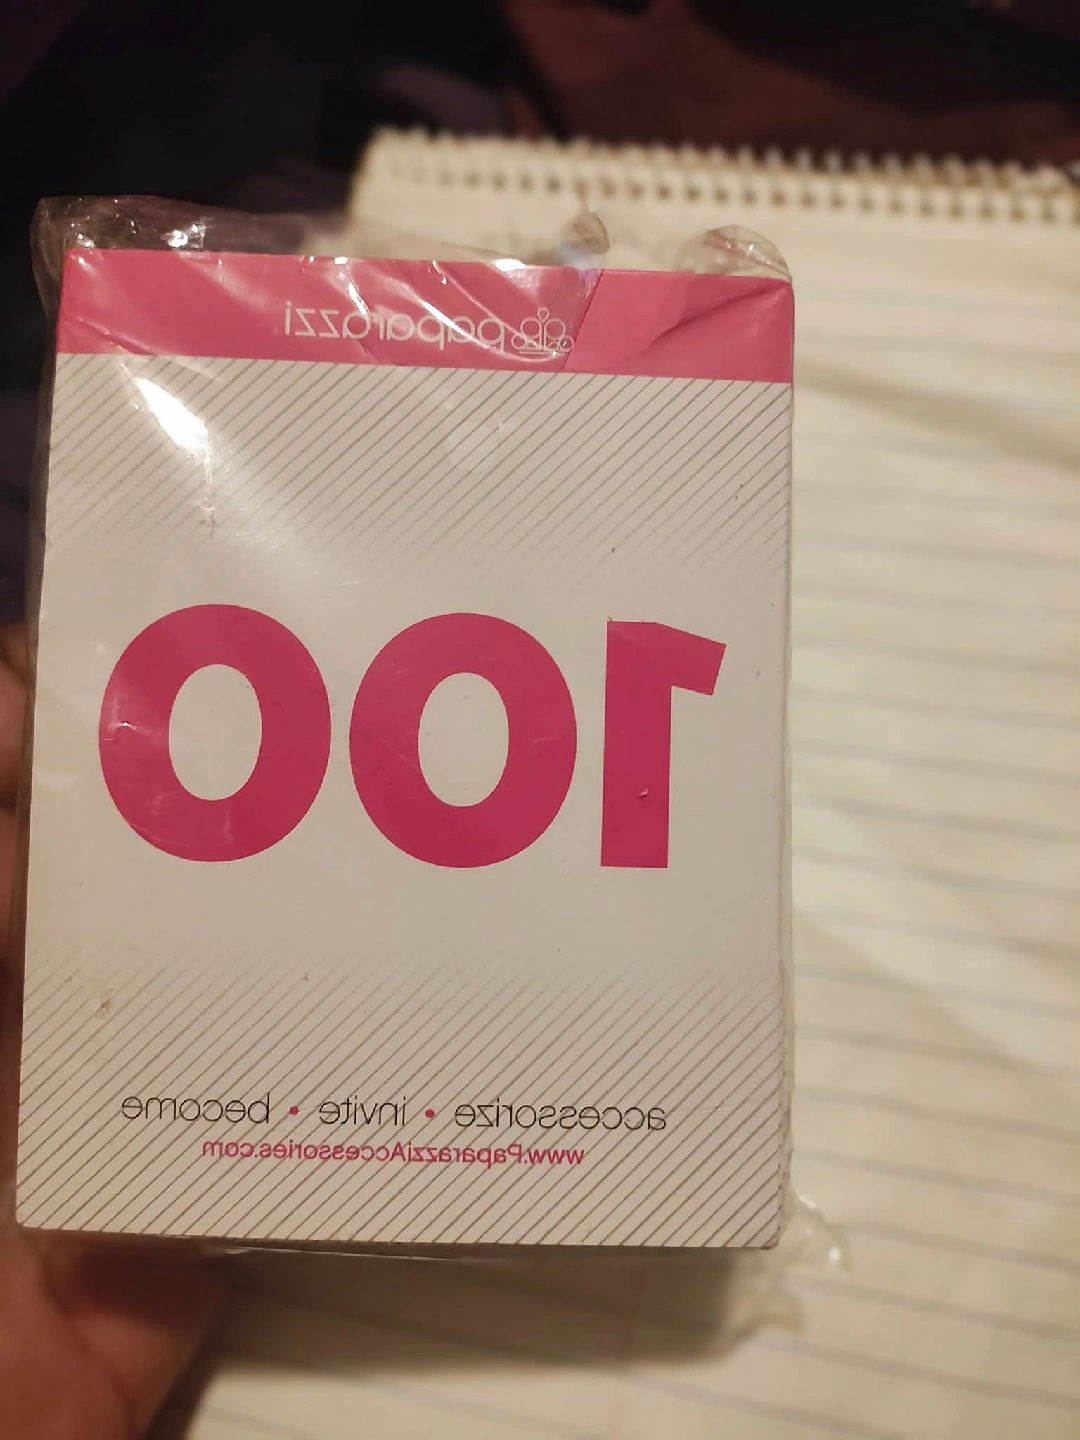 paparazzi
100
accessorize • invite • become
www.PaparazziAccessories.com